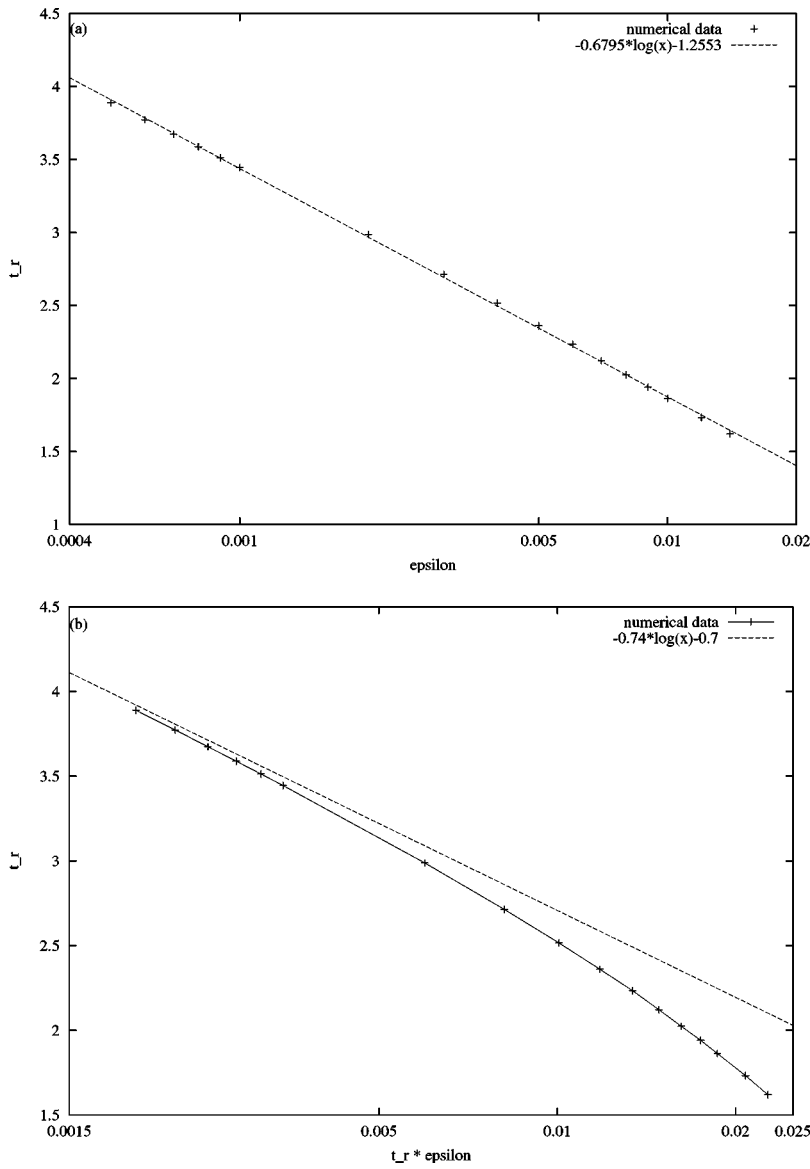 4.5
(a)
numerical data
-0.6795*log(x)-1.2553
4
3.5
3
t_r
2.5
2
1.5
1
0.0004
0.001
0.005
0.01
0.02
epsilon
4.5
(b)
numerical data
-0.74*log(x)-0.7
4
3.5
3
t_r
2.5
2
1.5
0.0015
0.005
0.01
0.02
0.025
t_r * epsilon